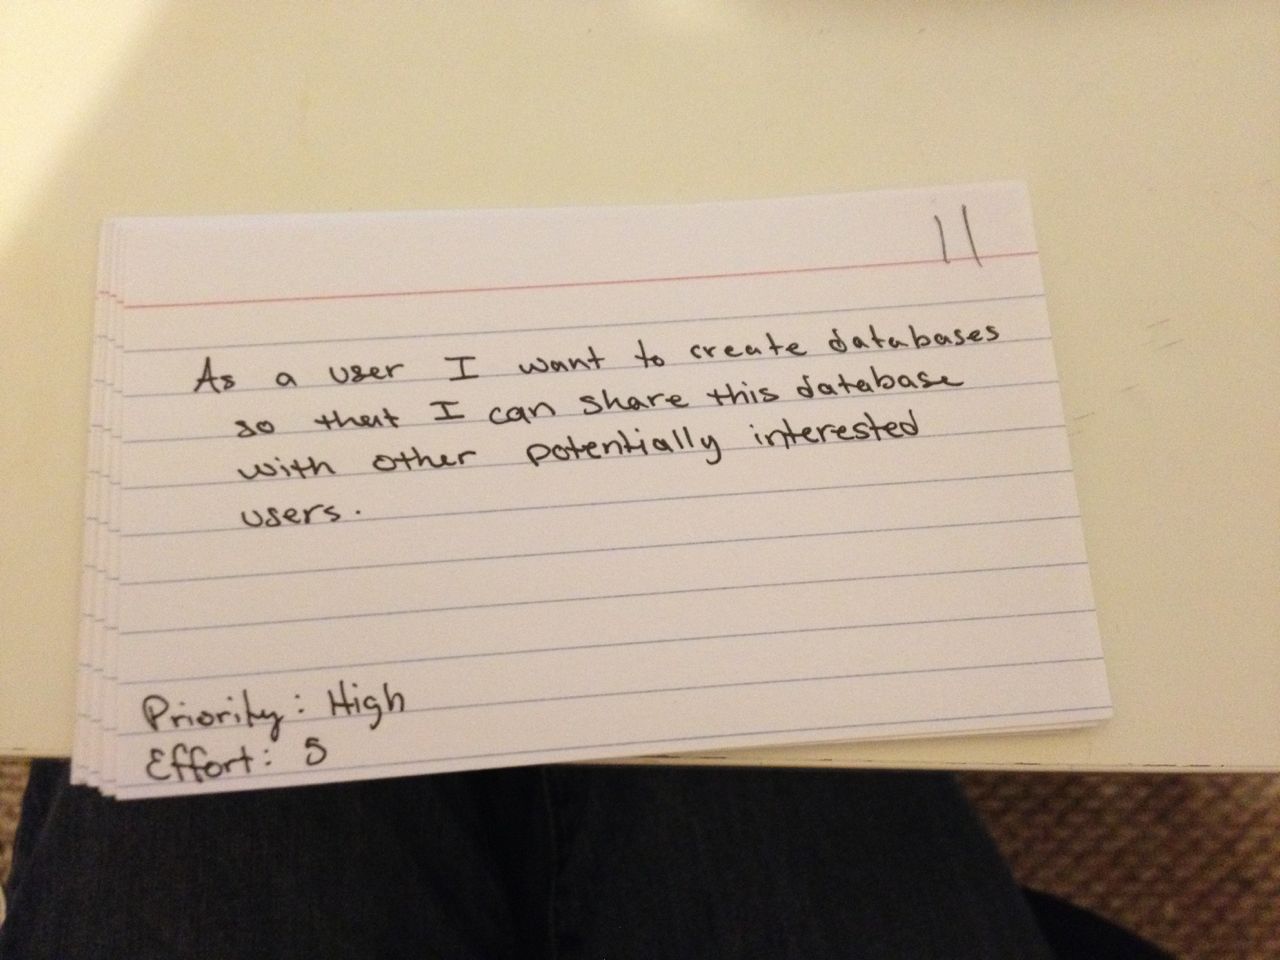 11
As a user I want to create databases
so that I can share this database
with other potentially interested
users.
Priority: High
Effort: 5